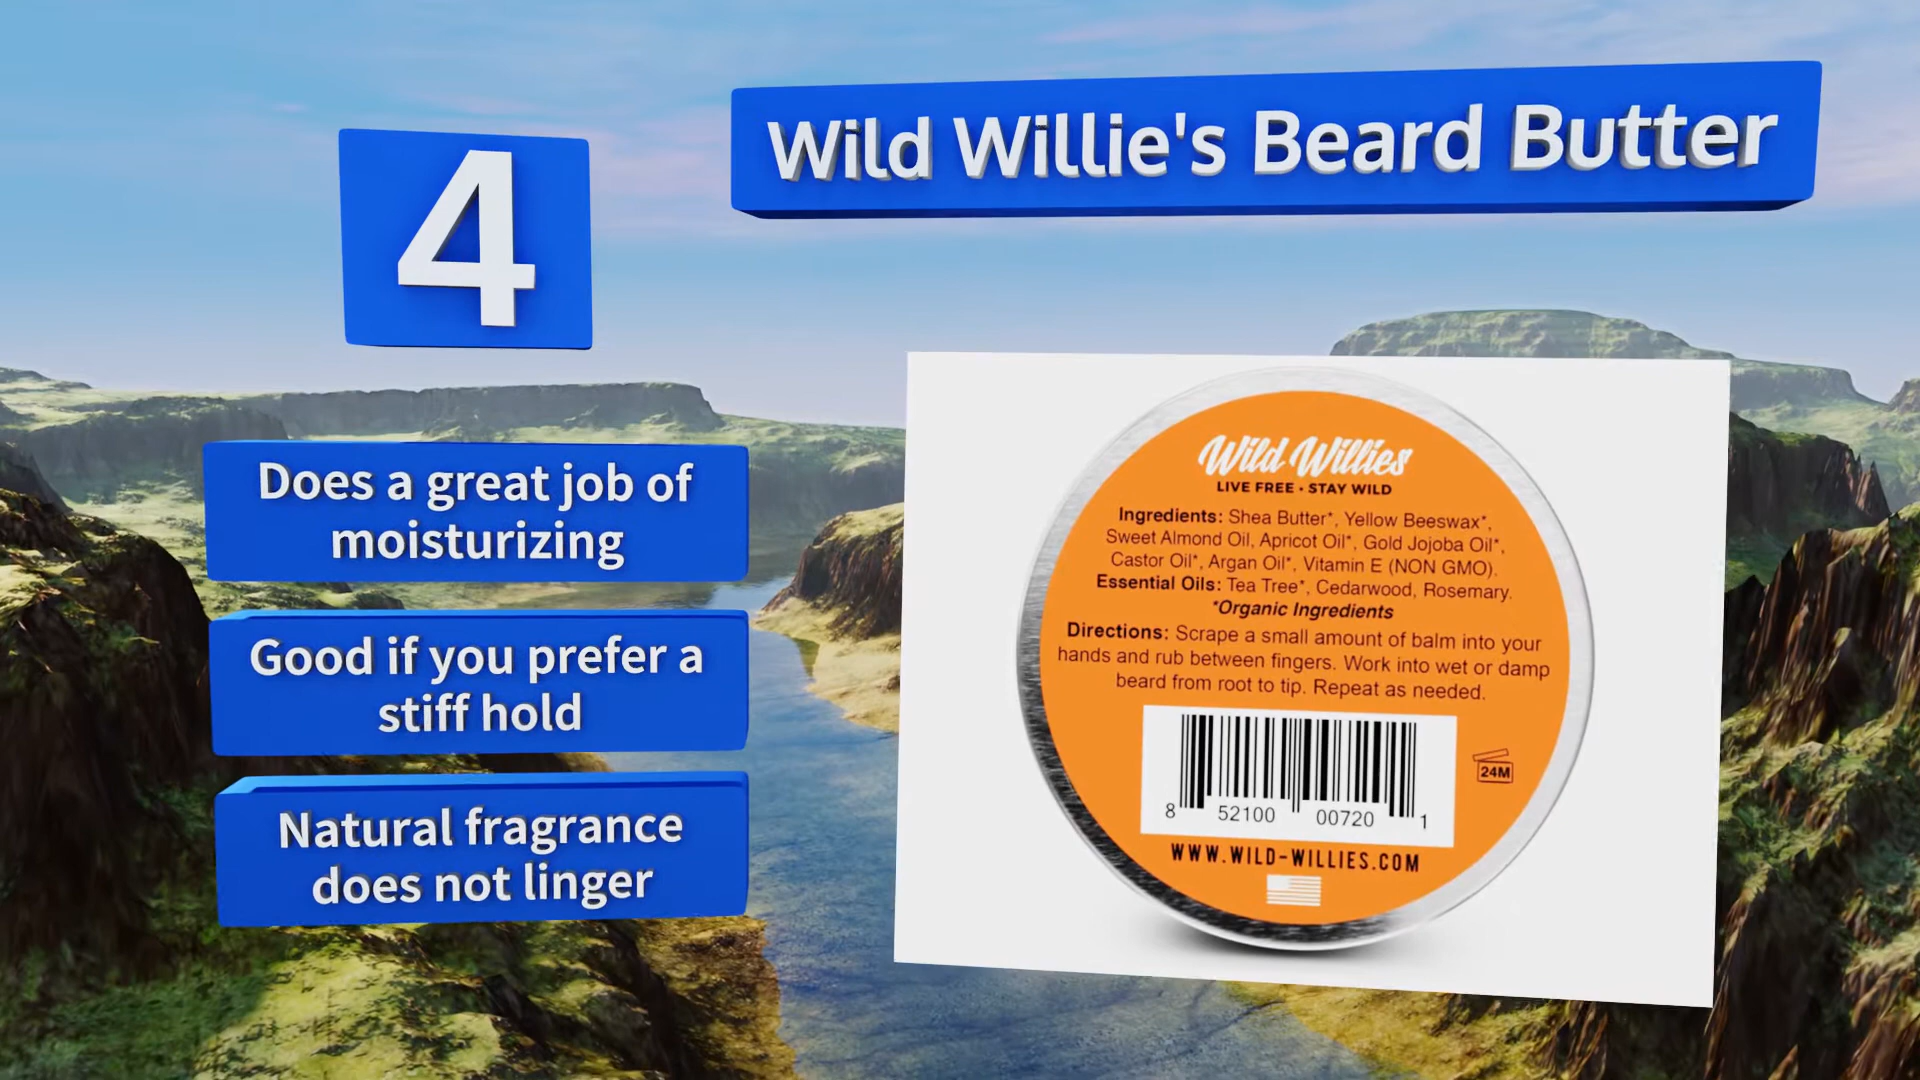 4
Wild Willie's Beard Butter
Does a great job of
moisturizing
Good if you prefer a
stiff hold
Natural fragrance
does not linger
Wild Willies
LIVE FREE • STAY WILD
Ingredients: Shea Butter*, Yellow Beeswax*,
Sweet Almond Oil, Apricot Oil*, Gold Jojoba Oil*,
Castor Oil*, Argan Oil*, Vitamin E (NON GMO).
Essential Oils: Tea Tree*, Cedarwood, Rosemary.
*Organic Ingredients
Directions: Scrape a small amount of balm into your
hands and rub between fingers. Work into wet or damp
beard from root to tip. Repeat as needed.
24M
8 52100 00720 1
WWW.WILD-WILLIES.COM